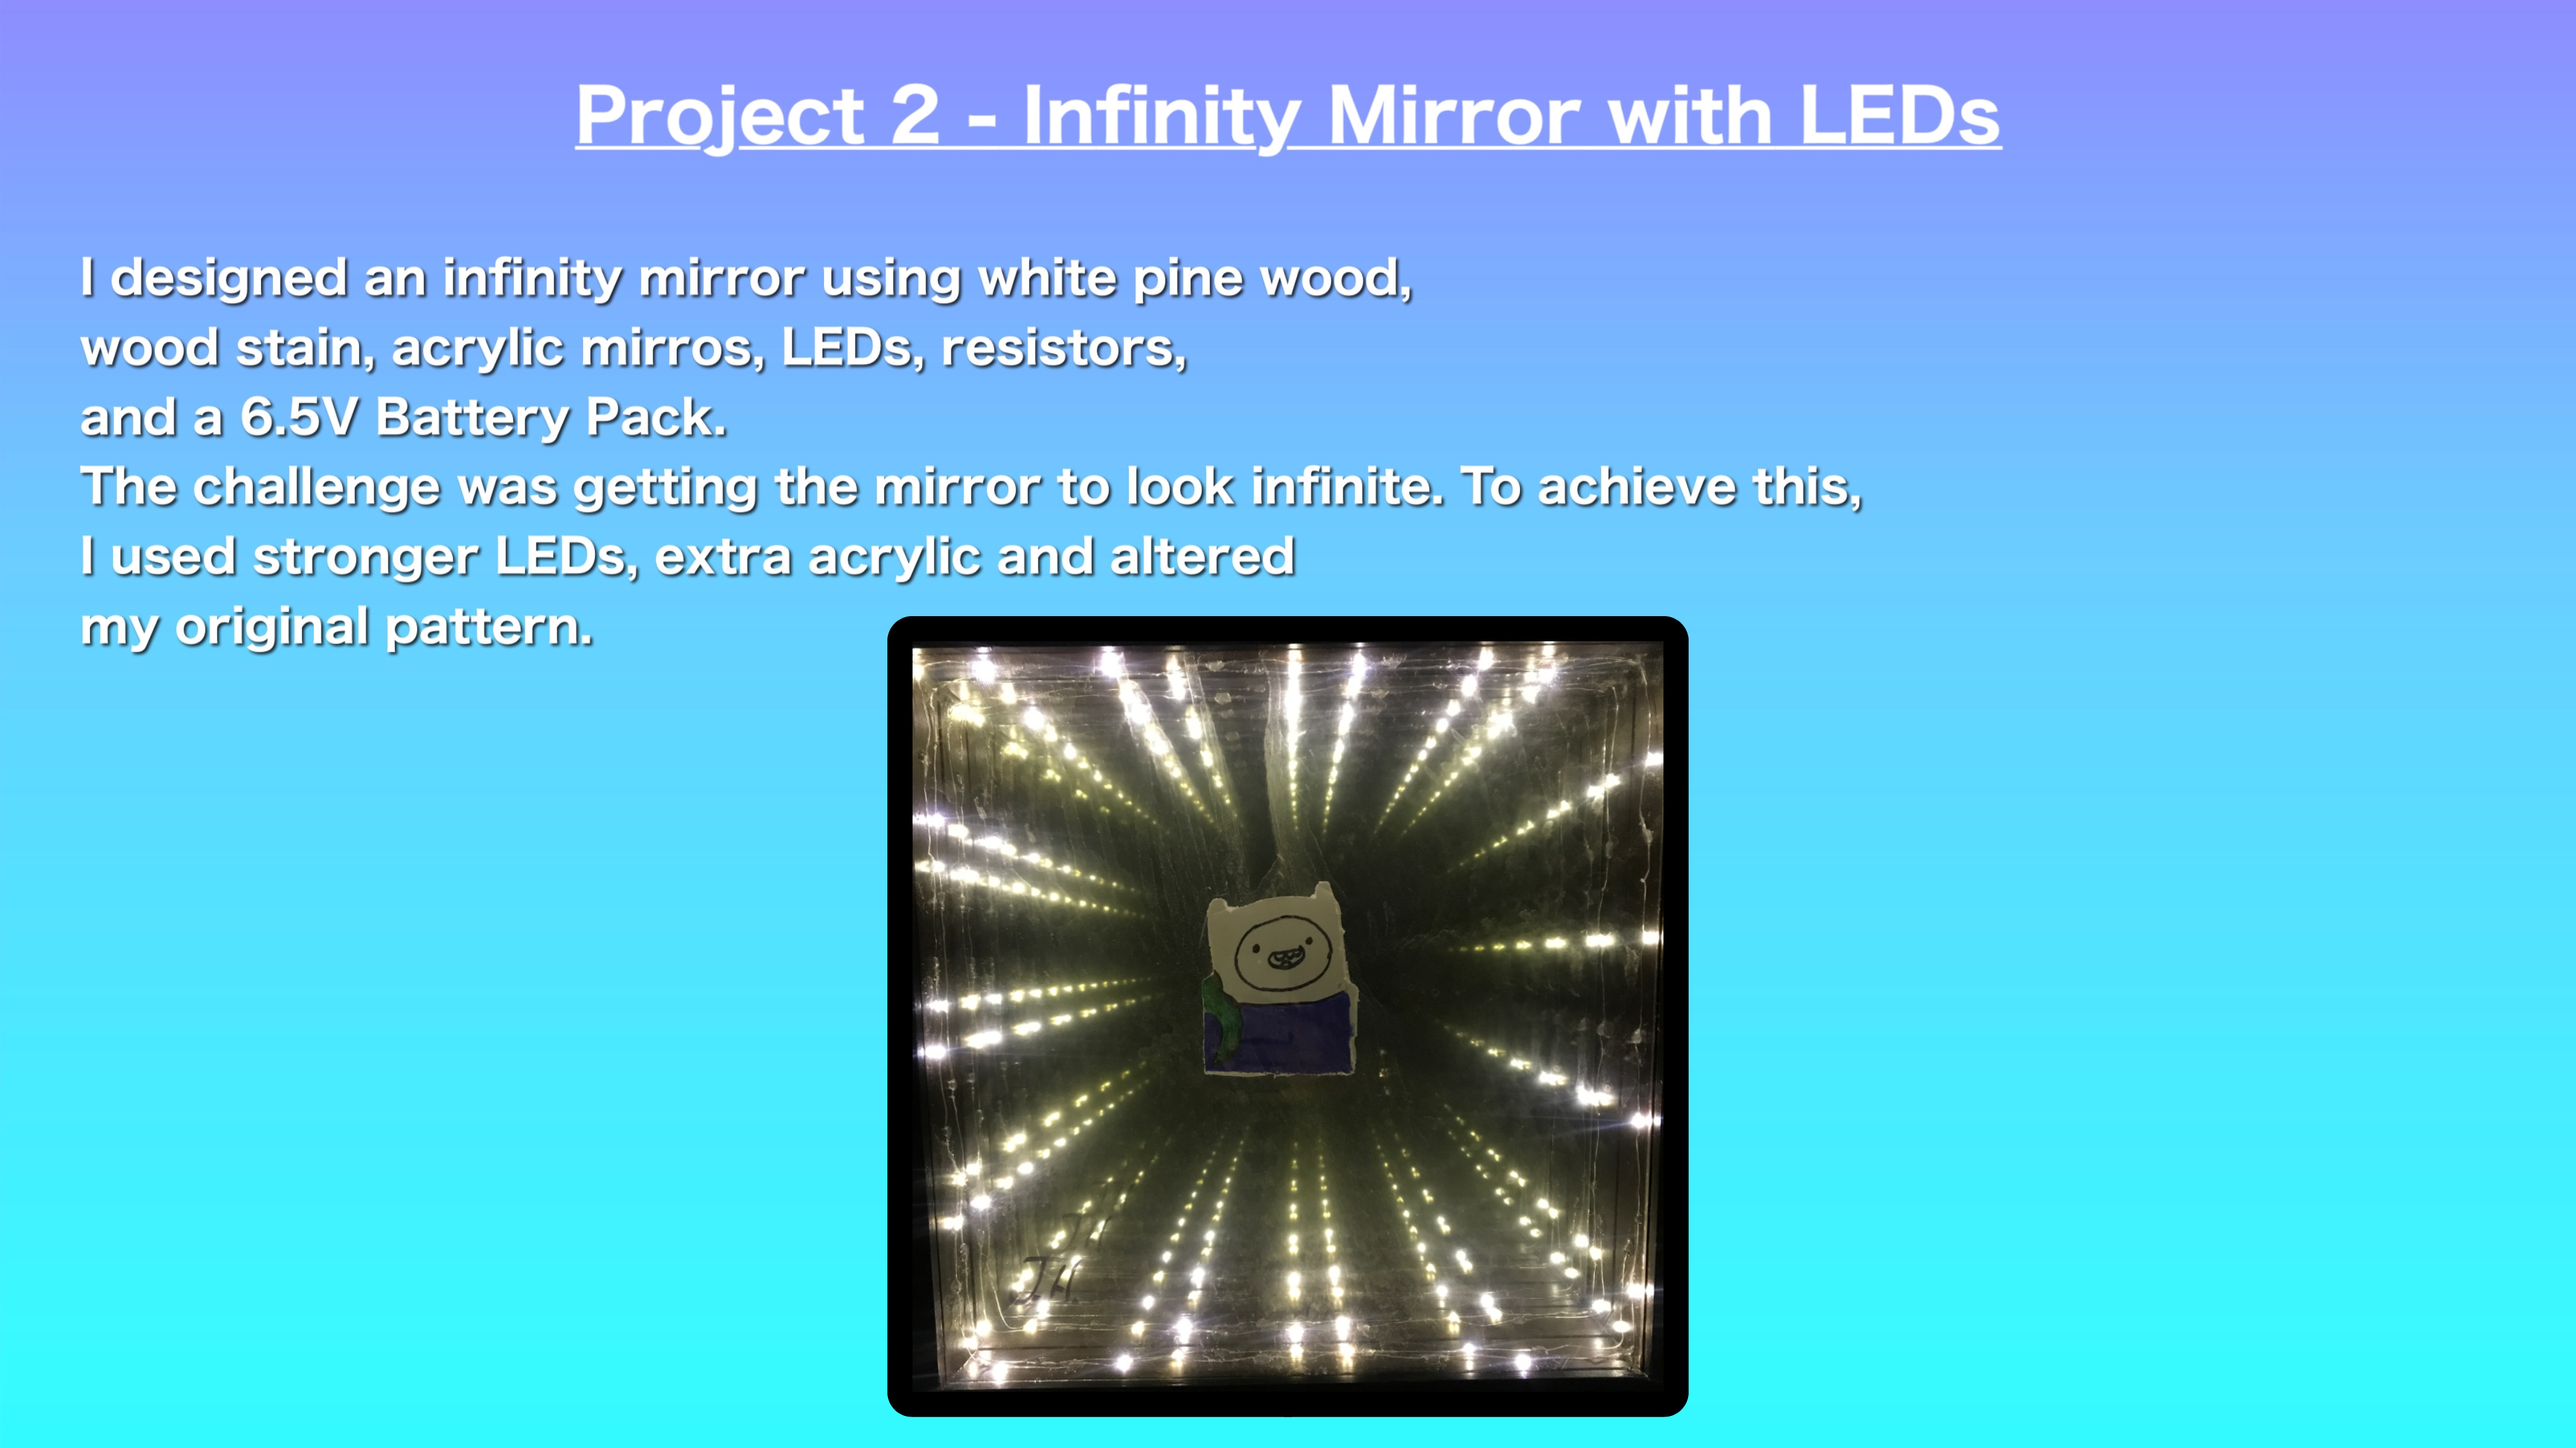 Project 2 - Infinity Mirror with LEDs
I designed an infinity mirror using white pine wood,
wood stain, acrylic mirros, LEDs, resistors,
and a 6.5V Battery Pack.
The challenge was getting the mirror to look infinite. To achieve this,
I used stronger LEDs, extra acrylic and altered
my original pattern.
JH